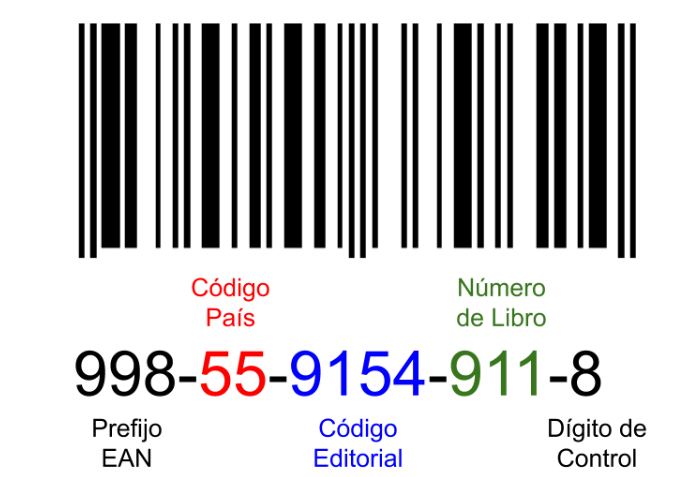 Código
País
Número
de Libro
998-55-9154-911-8
Prefijo
EAN
Código
Editorial
Dígito de
Control